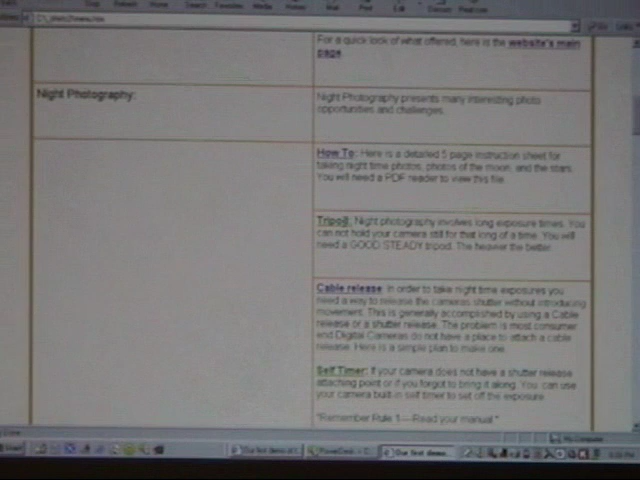 For a quick look of what offered, here is the website's main
page.
Night Photography:
Night Photography presents many interesting photo
opportunities and challenges.
How To: Here is a detailed 5 page instruction sheet for
taking night time photos, photos of the moon, and the stars.
You will need a PDF reader to view this file.
Tripod: Night photography involves long exposure times. You
can not hold your camera still for that long of a time. You will
need a GOOD STEADY tripod. The heavier the better.
Cable release: In order to take night time exposures you
need a way to release the cameras shutter without introducing
movement. This is generally accomplished by using a Cable
release or a shutter release. The problem is most consumer
end Digital Cameras do not have a place to attach a cable
release. Here is a simple plan to make one.
Self Timer: If your camera does not have a shutter release
attaching point or if you forgot to bring it along. You can use
your camera built-in self timer to set off the exposure.
"Remember Rule 1---Read your manual."
My Computer
Our first demo